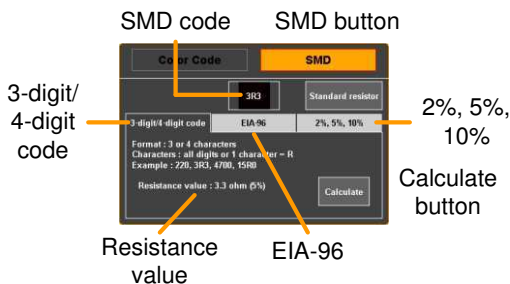 SMD code
SMD button
Color Code
SMD
3R3
Standard resistor
3-digit/
4-digit
code
3-digit/4-digit code
EIA-96
2%, 5%, 10%
2%, 5%,
10%
Format : 3 or 4 characters
Characters : all digits or 1 character = R
Example : 220, 3R3, 4700, 15R0
Resistance value : 3.3 ohm (5%)
Calculate
Calculate
button
Resistance
value
EIA-96